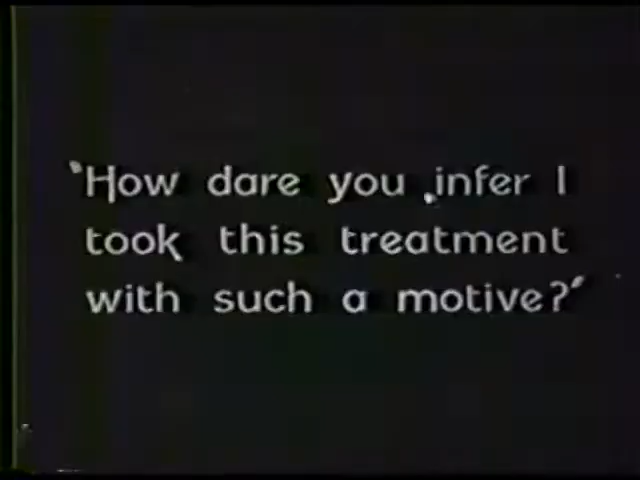 "How dare you infer I
took this treatment
with such a motive?"